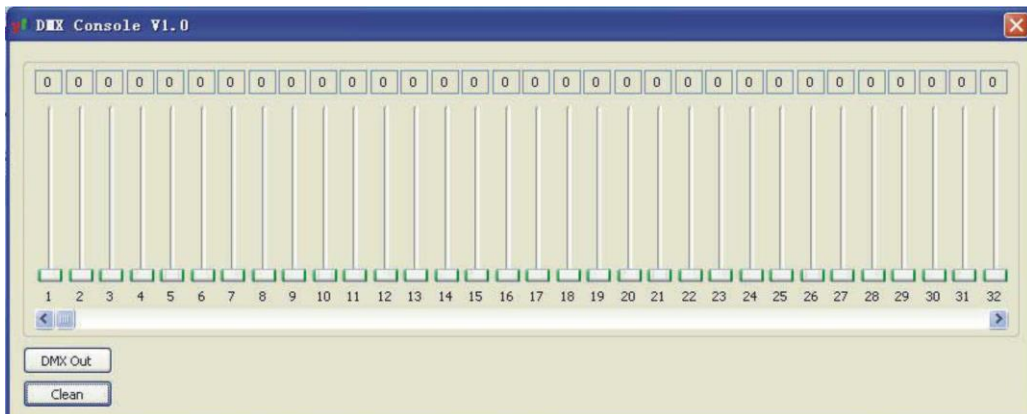 DMX Console V1.0
0 0 0 0 0 0 0 0 0 0 0 0 0 0 0 0 0 0 0 0 0 0 0 0 0 0 0 0 0 0 0 0
1 2 3 4 5 6 7 8 9 10 11 12 13 14 15 16 17 18 19 20 21 22 23 24 25 26 27 28 29 30 31 32
DMX Out
Clean